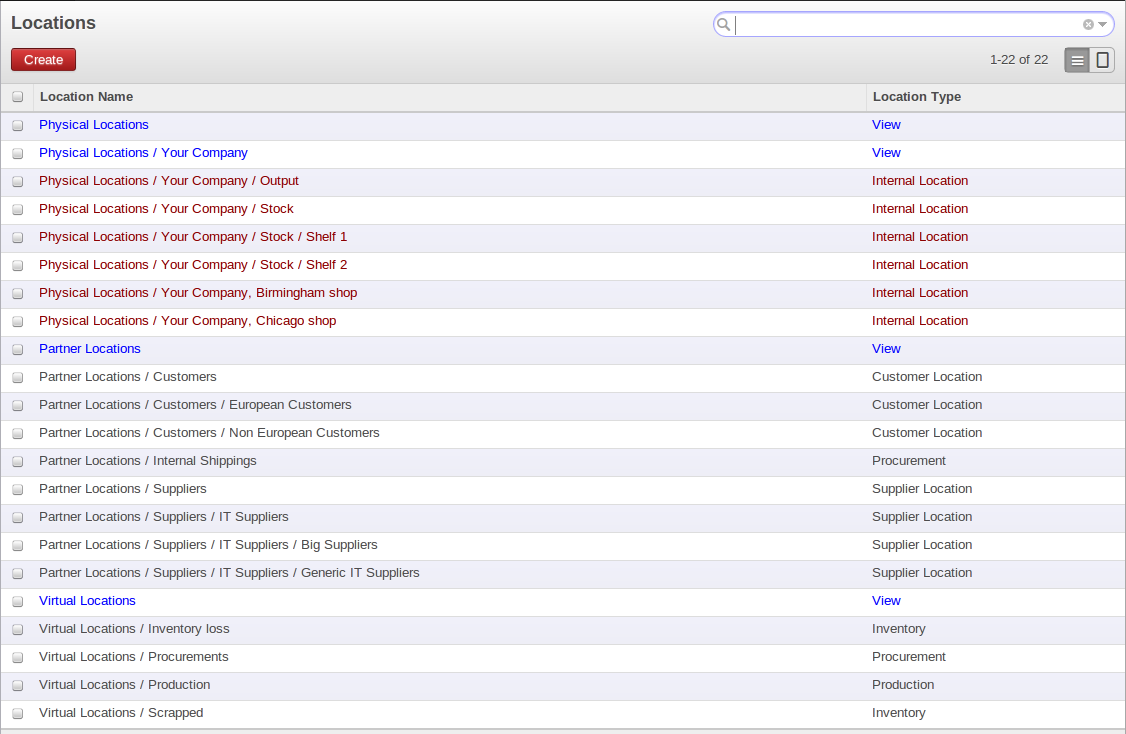 Locations
Create
1-22 of 22
Location Name Location Type
Physical Locations View
Physical Locations / Your Company View
Physical Locations / Your Company / Output Internal Location
Physical Locations / Your Company / Stock Internal Location
Physical Locations / Your Company / Stock / Shelf 1 Internal Location
Physical Locations / Your Company / Stock / Shelf 2 Internal Location
Physical Locations / Your Company, Birmingham shop Internal Location
Physical Locations / Your Company, Chicago shop Internal Location
Partner Locations View
Partner Locations / Customers Customer Location
Partner Locations / Customers / European Customers Customer Location
Partner Locations / Customers / Non European Customers Customer Location
Partner Locations / Internal Shippings Procurement
Partner Locations / Suppliers Supplier Location
Partner Locations / Suppliers / IT Suppliers Supplier Location
Partner Locations / Suppliers / IT Suppliers / Big Suppliers Supplier Location
Partner Locations / Suppliers / IT Suppliers / Generic IT Suppliers Supplier Location
Virtual Locations View
Virtual Locations / Inventory loss Inventory
Virtual Locations / Procurements Procurement
Virtual Locations / Production Production
Virtual Locations / Scrapped Inventory